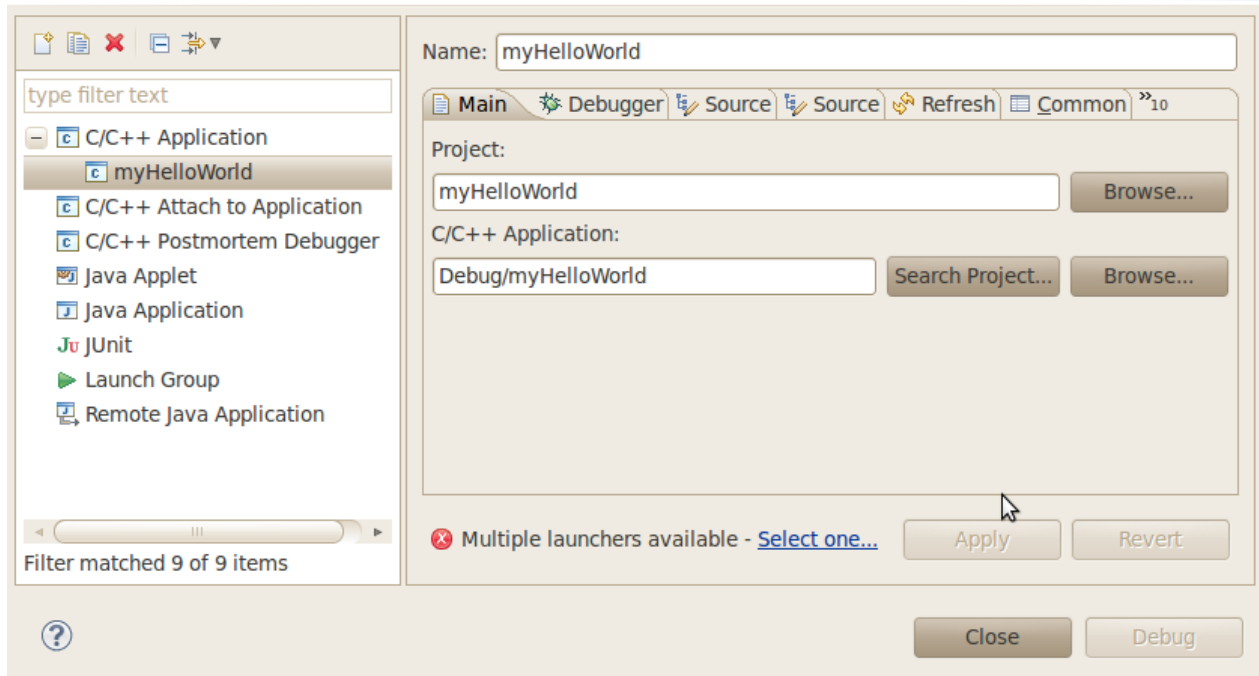 type filter text
C/C++ Application
myHelloWorld
C/C++ Attach to Application
C/C++ Postmortem Debugger
Java Applet
Java Application
Ju JUnit
Launch Group
Remote Java Application
Filter matched 9 of 9 items
Name: myHelloWorld
Main Debugger Source Source Refresh Common »10
Project:
myHelloWorld Browse...
C/C++ Application:
Debug/myHelloWorld Search Project... Browse...
Multiple launchers available - Select one... Apply Revert
Close Debug